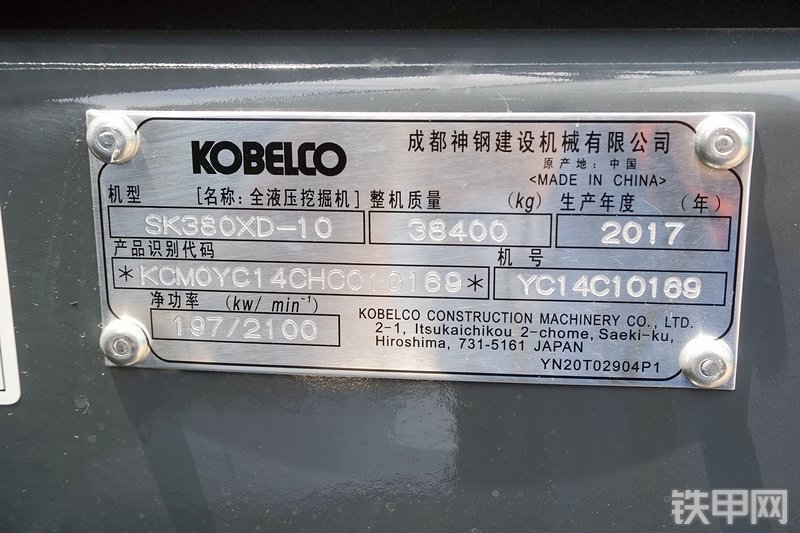 KOBELCO
成都神钢建设机械有限公司
原产地：中国
<MADE IN CHINA>
机型 [名称：全液压挖掘机] 整机质量 (kg) 生产年度 (年)
SK380XD-10 38400 2017
产品识别代码 机号
*KCM0YC14CHC010169* YC14C10169
净功率 (kw/ min⁻¹)
197/2100
KOBELCO CONSTRUCTION MACHINERY CO., LTD.
2-1, Itsukaichikou 2-chome, Saeki-ku,
Hiroshima, 731-5161 JAPAN
YN20T02904P1
铁甲网